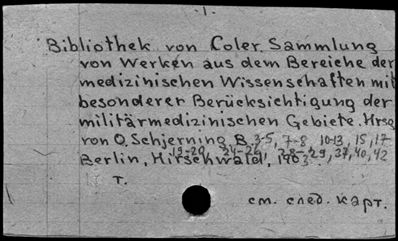 .1.
Bibliothek von Coler. Sammlung
von Werken aus dem Bereiche der
medizinischen Wissenschaften mit
besonderer Berücksichtigung der
militärmedizinischen Gebiete. Hrsg.
von O. Schjerning B. 3-5, 7-8, 10-13, 15, 17
19-20, 24-26, 28-29, 37, 40, 42
Berlin, Hirschwald, 1903
т.
см. след. карт.